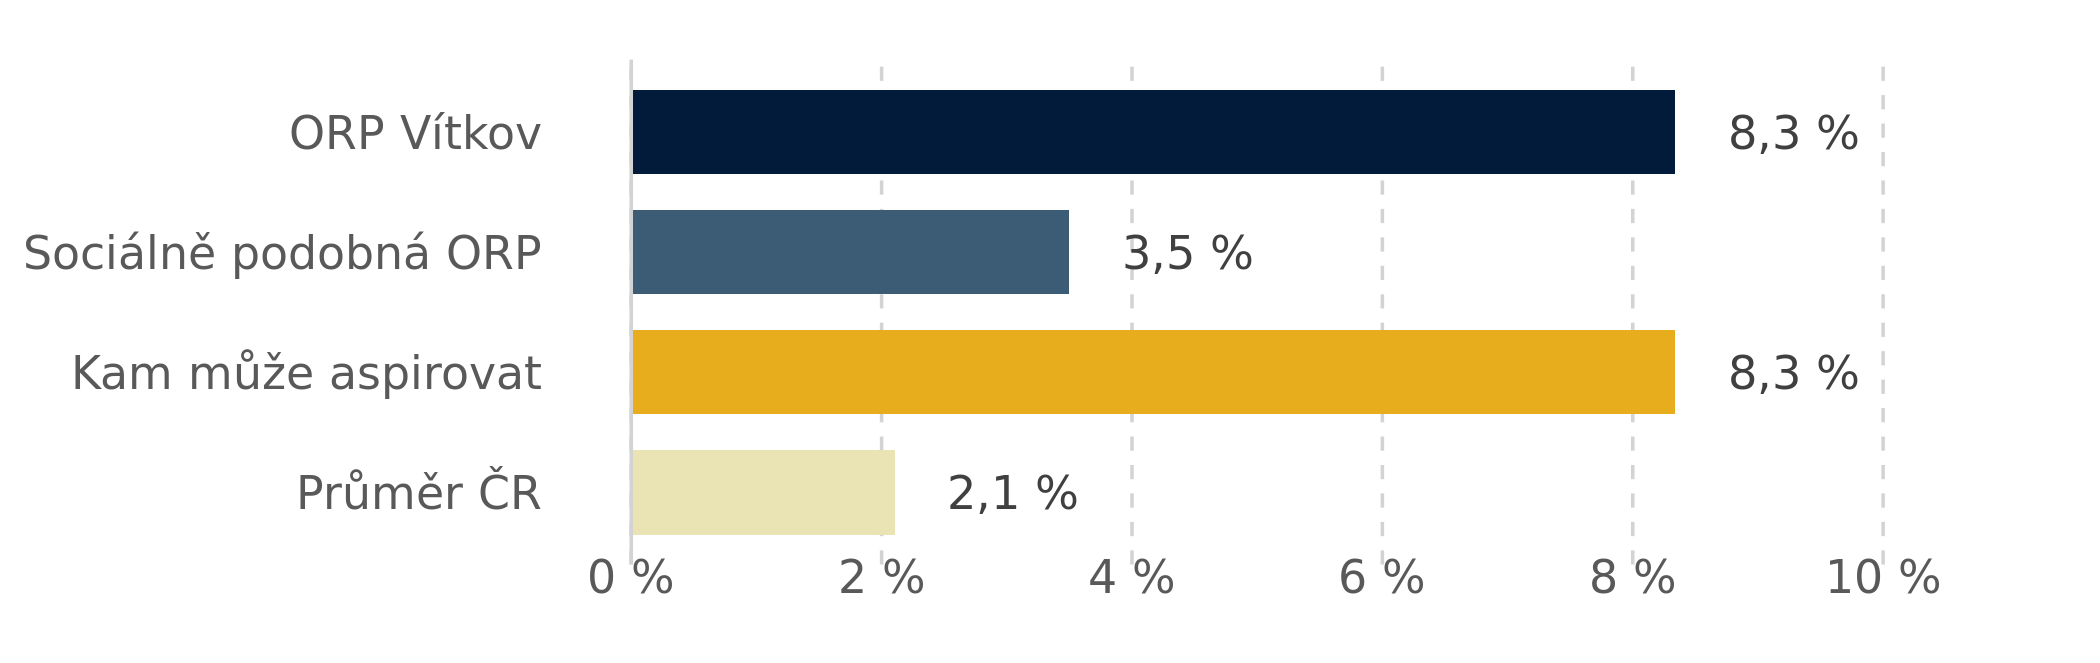 ORP Vítkov 8,3 %
Sociálně podobná ORP 3,5 %
Kam může aspirovat 8,3 %
Průměr ČR 2,1 %
0 % 2 % 4 % 6 % 8 % 10 %